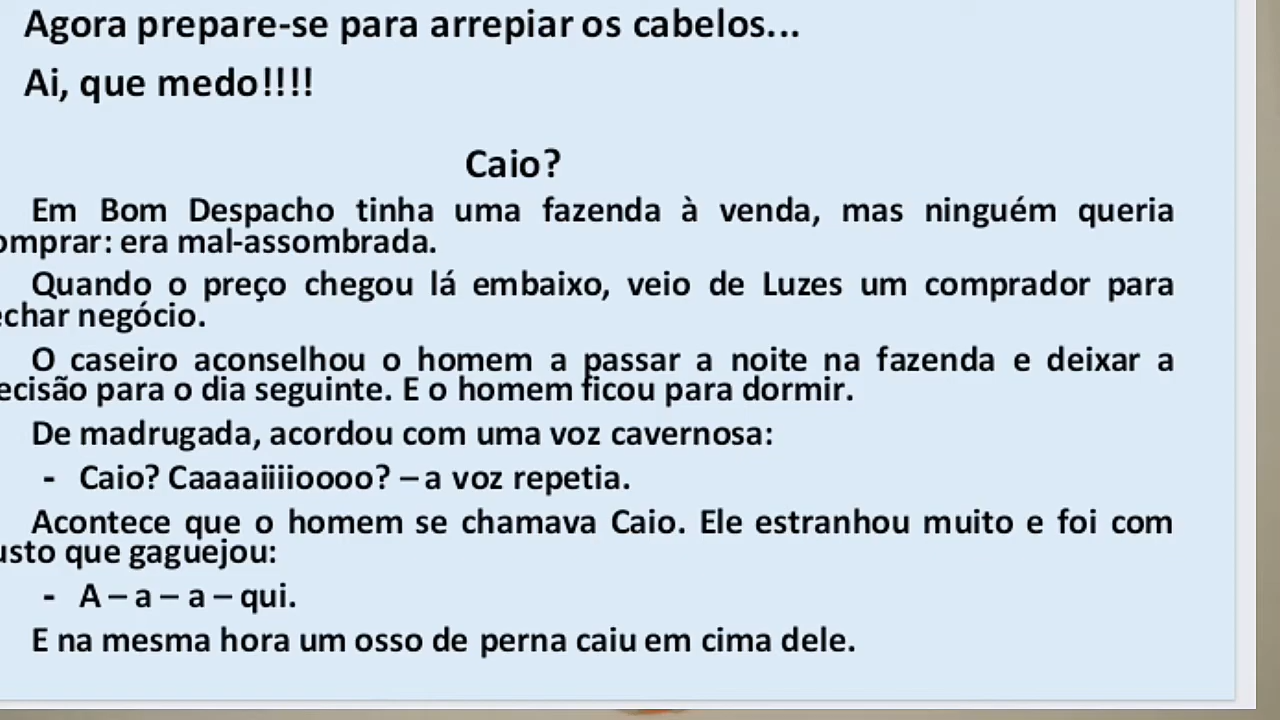 Agora prepare-se para arrepiar os cabelos...
Ai, que medo!!!!
Caio?
Em Bom Despacho tinha uma fazenda à venda, mas ninguém queria
omprar: era mal-assombrada.
Quando o preço chegou lá embaixo, veio de Luzes um comprador para
echar negócio.
O caseiro aconselhou o homem a passar a noite na fazenda e deixar a
ecisão para o dia seguinte. E o homem ficou para dormir.
De madrugada, acordou com uma voz cavernosa:
- Caio? Caaaaiiiioooo? – a voz repetia.
Acontece que o homem se chamava Caio. Ele estranhou muito e foi com
usto que gaguejou:
- A – a – a – qui.
E na mesma hora um osso de perna caiu em cima dele.